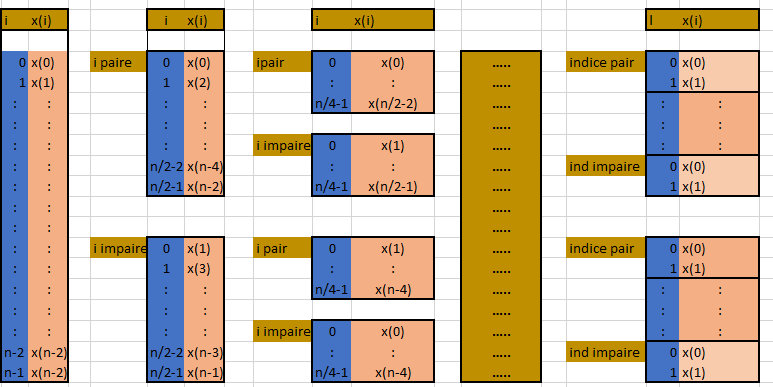 i x(i) i x(i) i x(i) I x(i)
0 x(0) i paire 0 x(0) ipair 0 x(0) ..... indice pair 0 x(0)
1 x(1) 1 x(2) : : ..... 1 x(1)
: : : : n/4-1 x(n/2-2) ..... : :
: : : : ..... : :
: : : : i impaire 0 x(1) ..... : :
: : n/2-2 x(n-4) : : ..... ind impaire 0 x(0)
: : n/2-1 x(n-2) n/4-1 x(n/2-1) ..... 1 x(1)
: : .....
: : .....
: : i impaire 0 x(1) i pair 0 x(1) ..... indice pair 0 x(0)
: : 1 x(3) : : ..... 1 x(1)
: : : : n/4-1 x(n-4) ..... : :
: : : : ..... : :
: : : : i impaire 0 x(0) ..... : :
n-2 x(n-2) n/2-2 x(n-3) : : ..... ind impaire 0 x(0)
n-1 x(n-2) n/2-1 x(n-1) n/4-1 x(n-4) ..... 1 x(1)